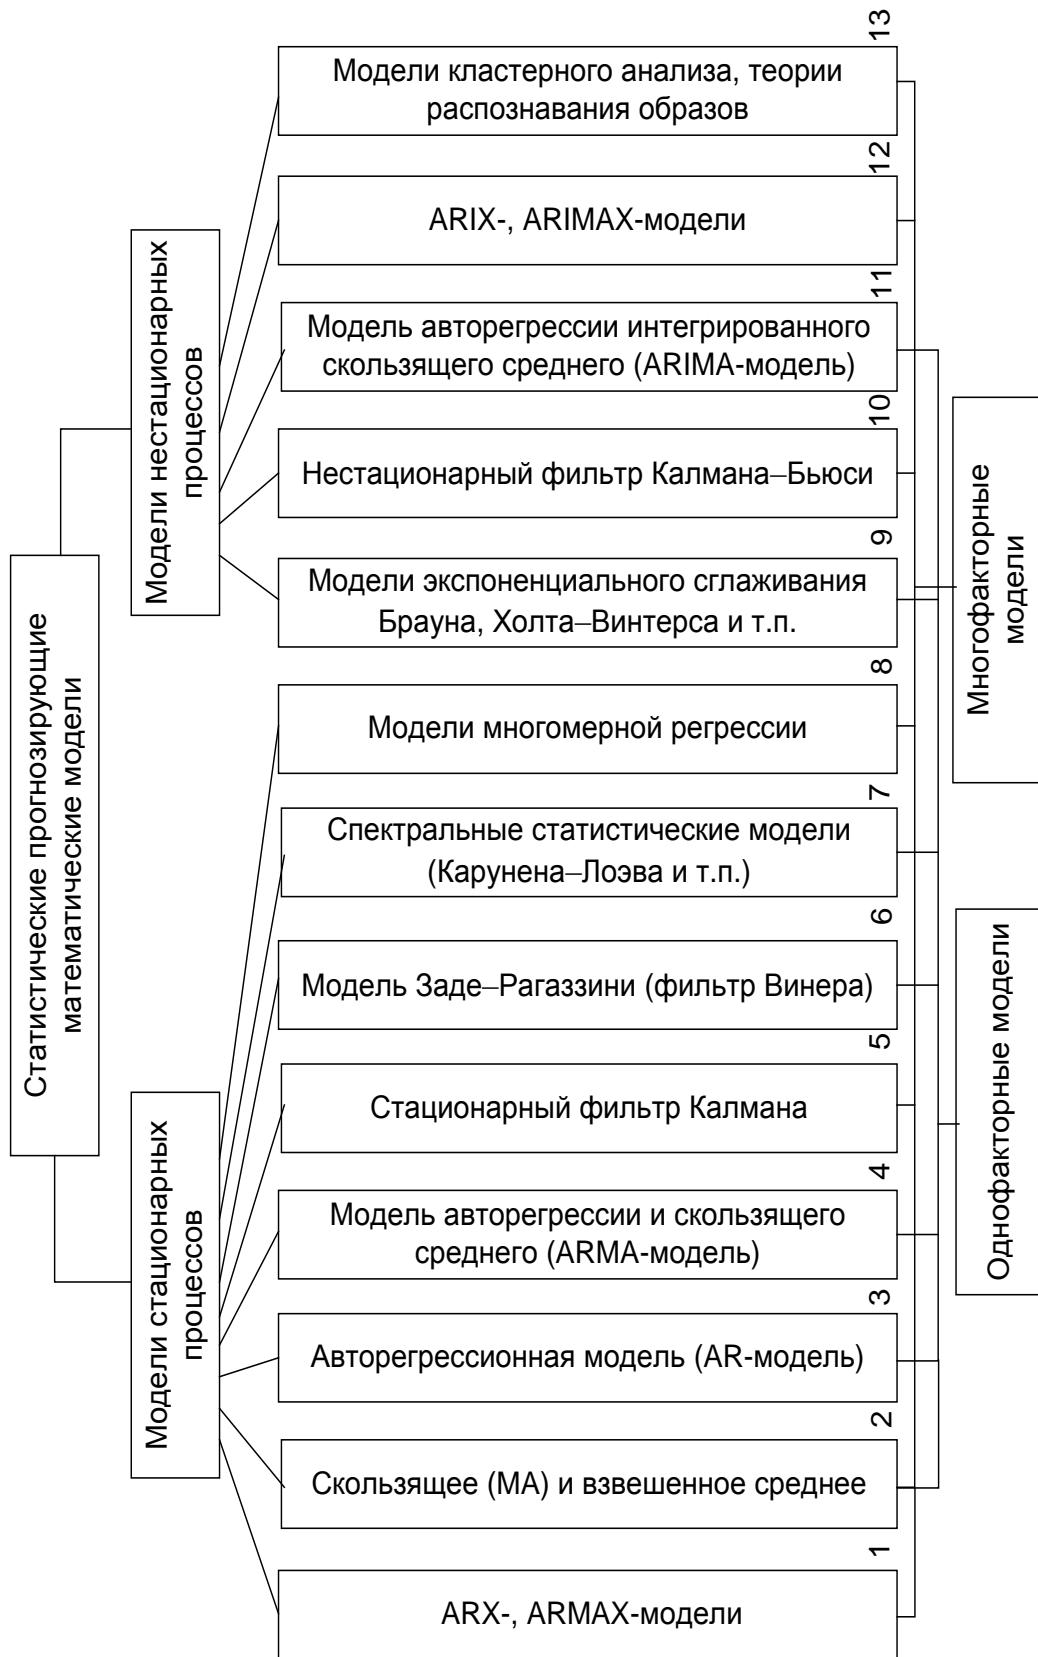 Статистические прогнозирующие
математические модели
Модели стационарных
процессов
Модели нестационарных
процессов
ARX-, ARMAX-модели
1
Скользящее (MA) и взвешенное среднее
2
Авторегрессионная модель (AR-модель)
3
Модель авторегрессии и скользящего
среднего (ARMA-модель)
4
Стационарный фильтр Калмана
5
Модель Заде–Рагаззини (фильтр Винера)
6
Спектральные статистические модели
(Карунена–Лоэва и т.п.)
7
Модели многомерной регрессии
8
Модели экспоненциального сглаживания
Брауна, Холта–Винтерса и т.п.
9
Нестационарный фильтр Калмана–Бьюси
10
Модель авторегрессии интегрированного
скользящего среднего (ARIMA-модель)
11
ARIX-, ARIMAX-модели
12
Модели кластерного анализа, теории
распознавания образов
13
Однофакторные модели
Многофакторные
модели